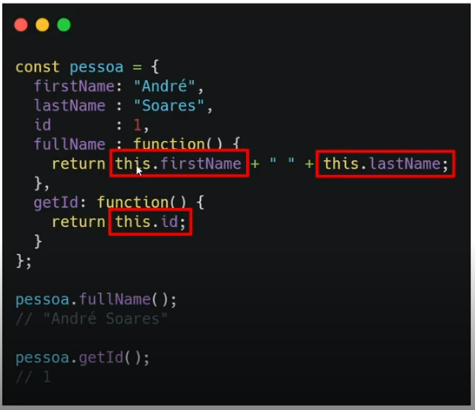 const pessoa = {
  firstName: "André",
  lastName : "Soares",
  id       : 1,
  fullName : function() {
    return this.firstName + " " + this.lastName;
  },
  getId: function() {
    return this.id;
  }
};
pessoa.fullName();
// "André Soares"
pessoa.getId();
// 1